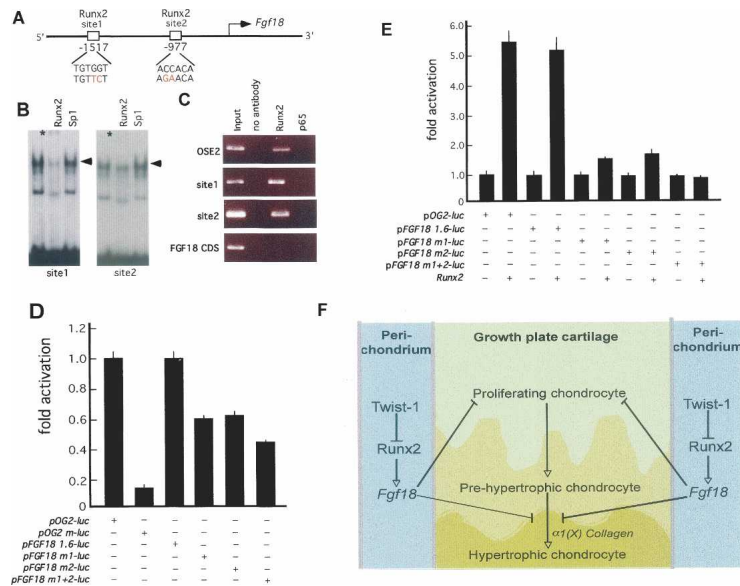 A
Runx2 site1
Runx2 site2
Fgf18
5'
3'
-1517
-977
TGTGGT
TGTTCT
ACCACA
AGAACA
B
*
Runx2
Sp1
*
Runx2
Sp1
site1
site2
C
Input
no antibody
Runx2
p65
OSE2
site1
site2
FGF18 CDS
D
fold activation
1.2
1.0
0.8
0.6
0.4
0.2
0
pOG2-luc + – – – – –
pOG2 m-luc – + – – – –
pFGF18 1.6-luc – – + – – –
pFGF18 m1-luc – – – + – –
pFGF18 m2-luc – – – – + –
pFGF18 m1+2-luc – – – – – +
E
fold activation
6.0
5.0
4.0
3.0
2.0
1.0
pOG2-luc + + – – – – – – – –
pFGF18 1.6-luc – – + + – – – – – –
pFGF18 m1-luc – – – – + + – – – –
pFGF18 m2-luc – – – – – – + + – –
pFGF18 m1+2-luc – – – – – – – – + +
Runx2 – + – + – + – + – +
F
Peri-
chondrium
Growth plate cartilage
Peri-
chondrium
Proliferating chondrocyte
Twist-1
Runx2
Fgf18
Twist-1
Runx2
Fgf18
Pre-hypertrophic chondrocyte
α1(X) Collagen
Hypertrophic chondrocyte